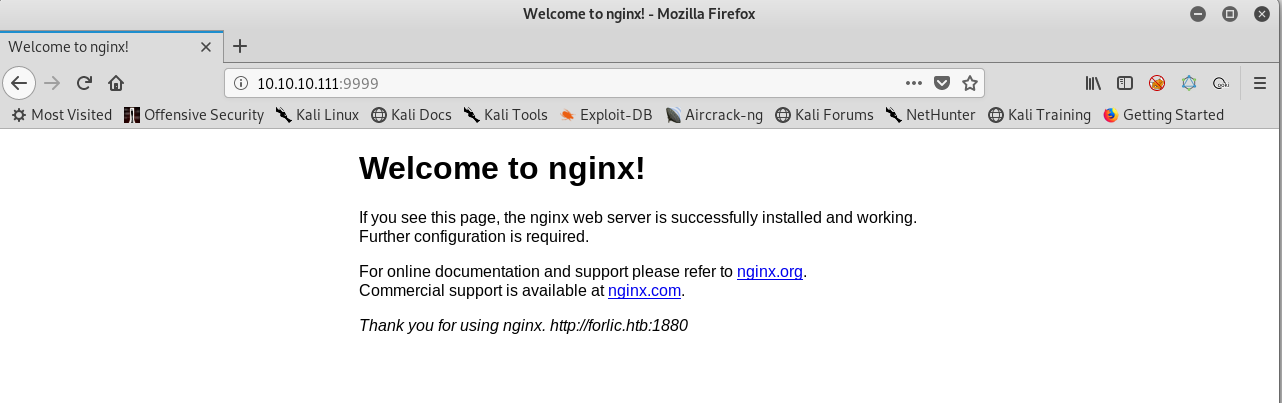 Welcome to nginx! - Mozilla Firefox
Welcome to nginx!
10.10.10.111:9999
Most Visited Offensive Security Kali Linux Kali Docs Kali Tools Exploit-DB Aircrack-ng Kali Forums NetHunter Kali Training Getting Started
Welcome to nginx!
If you see this page, the nginx web server is successfully installed and working.
Further configuration is required.
For online documentation and support please refer to nginx.org.
Commercial support is available at nginx.com.
Thank you for using nginx. http://forlic.htb:1880